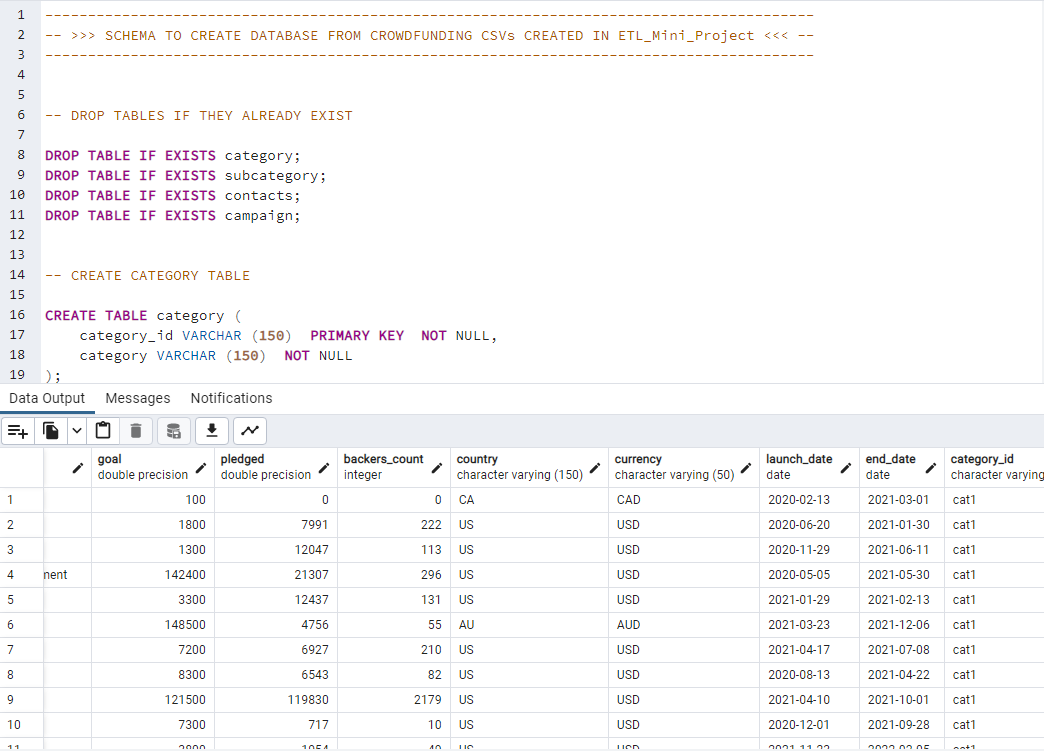 1 ------------------------------------------------------------------------------------------
2 -- >>> SCHEMA TO CREATE DATABASE FROM CROWDFUNDING CSVs CREATED IN ETL_Mini_Project <<< --
3 ------------------------------------------------------------------------------------------
4
5
6 -- DROP TABLES IF THEY ALREADY EXIST
7
8 DROP TABLE IF EXISTS category;
9 DROP TABLE IF EXISTS subcategory;
10 DROP TABLE IF EXISTS contacts;
11 DROP TABLE IF EXISTS campaign;
12
13
14 -- CREATE CATEGORY TABLE
15
16 CREATE TABLE category (
17 category_id VARCHAR (150) PRIMARY KEY NOT NULL,
18 category VARCHAR (150) NOT NULL
19 );
Data Output Messages Notifications
goal pledged backers_count country currency launch_date end_date category_id
double precision double precision integer character varying (150) character varying (50) date date character varying
1 100 0 0 CA CAD 2020-02-13 2021-03-01 cat1
2 1800 7991 222 US USD 2020-06-20 2021-01-30 cat1
3 1300 12047 113 US USD 2020-11-29 2021-06-11 cat1
4 ment 142400 21307 296 US USD 2020-05-05 2021-05-30 cat1
5 3300 12437 131 US USD 2021-01-29 2021-02-13 cat1
6 148500 4756 55 AU AUD 2021-03-23 2021-12-06 cat1
7 7200 6927 210 US USD 2021-04-17 2021-07-08 cat1
8 8300 6543 82 US USD 2020-08-13 2021-04-22 cat1
9 121500 119830 2179 US USD 2021-04-10 2021-10-01 cat1
10 7300 717 10 US USD 2020-12-01 2021-09-28 cat1
11 US USD cat1